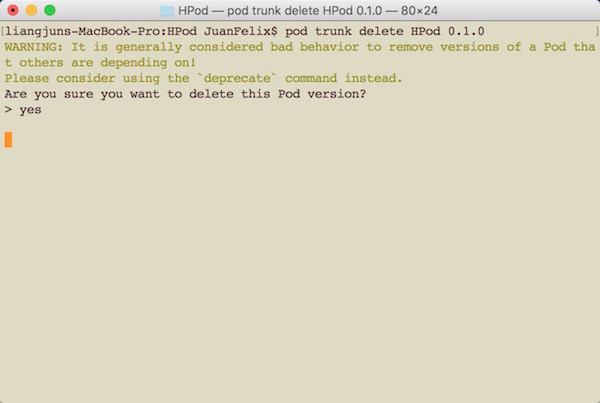 HPod — pod trunk delete HPod 0.1.0 — 80×24
[liangjuns-MacBook-Pro:HPod JuanFelix$ pod trunk delete HPod 0.1.0 ]
WARNING: It is generally considered bad behavior to remove versions of a Pod tha
t others are depending on!
Please consider using the `deprecate` command instead.
Are you sure you want to delete this Pod version?
> yes